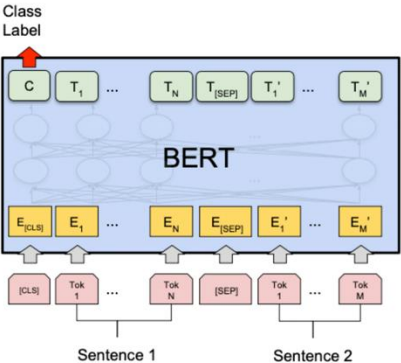 Class
Label
C T1 ... TN T[SEP] T1' ... TM'
...
BERT
...
E[CLS] E1 ... EN E[SEP] E1' ... EM'
[CLS] Tok 1 ... Tok N [SEP] Tok 1 ... Tok M
Sentence 1 Sentence 2